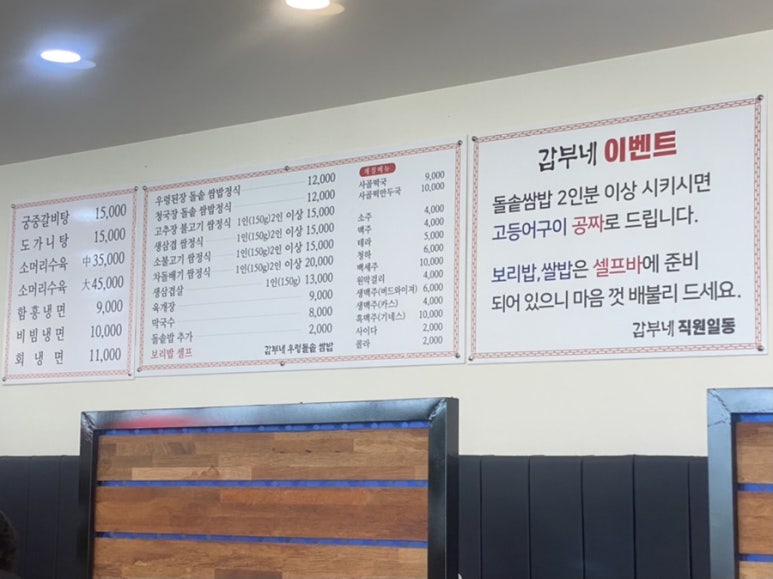 궁중갈비탕 15,000
도가니탕 15,000
소머리수육 中35,000
소머리수육 大45,000
함흥냉면 9,000
비빔냉면 10,000
회냉면 11,000
우렁된장 돌솥 쌈밥정식 12,000
청국장 돌솥 쌈밥정식 12,000
고추장 불고기 쌈정식 1인(150g)2인 이상 15,000
생삼겹 쌈정식 1인(150g)2인 이상 15,000
소불고기 쌈정식 1인(150g)2인 이상 15,000
차돌배기 쌈정식 1인(150g)2인 이상 20,000
생삼겹살 1인(150g) 13,000
육개장 9,000
막국수 8,000
돌솥밥 추가 2,000
보리밥 셀프
갑부네 우렁돌솥 쌈밥
계절메뉴
사골떡국 9,000
사골떡만두국 10,000
소주 4,000
맥주 4,000
테라 5,000
청하 6,000
백세주 10,000
원막걸리 4,000
생맥주(버드와이져) 6,000
생맥주(카스) 4,000
흑맥주(기네스) 10,000
사이다 2,000
콜라 2,000
갑부네 이벤트
돌솥쌈밥 2인분 이상 시키시면
고등어구이 공짜로 드립니다.
보리밥,쌀밥은 셀프바에 준비
되어 있으니 마음 껏 배불리 드세요.
갑부네 직원일동